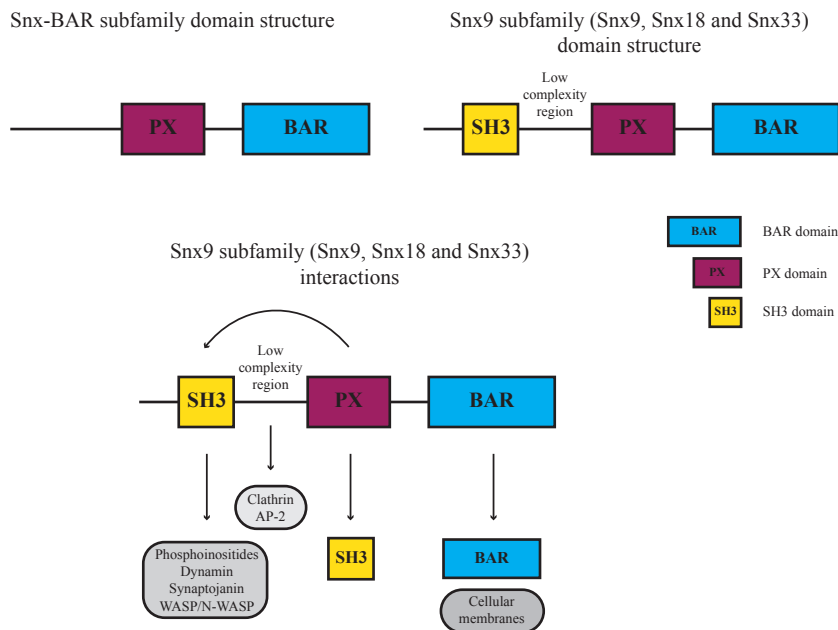 Snx-BAR subfamily domain structure
Snx9 subfamily (Snx9, Snx18 and Snx33)
domain structure
PX
BAR
Low
complexity
region
SH3
PX
BAR
BAR
BAR domain
PX
PX domain
SH3
SH3 domain
Snx9 subfamily (Snx9, Snx18 and Snx33)
interactions
Low
complexity
region
SH3
PX
BAR
Clathrin
AP-2
Phosphoinositides
Dynamin
Synaptojanin
WASP/N-WASP
SH3
BAR
Cellular
membranes